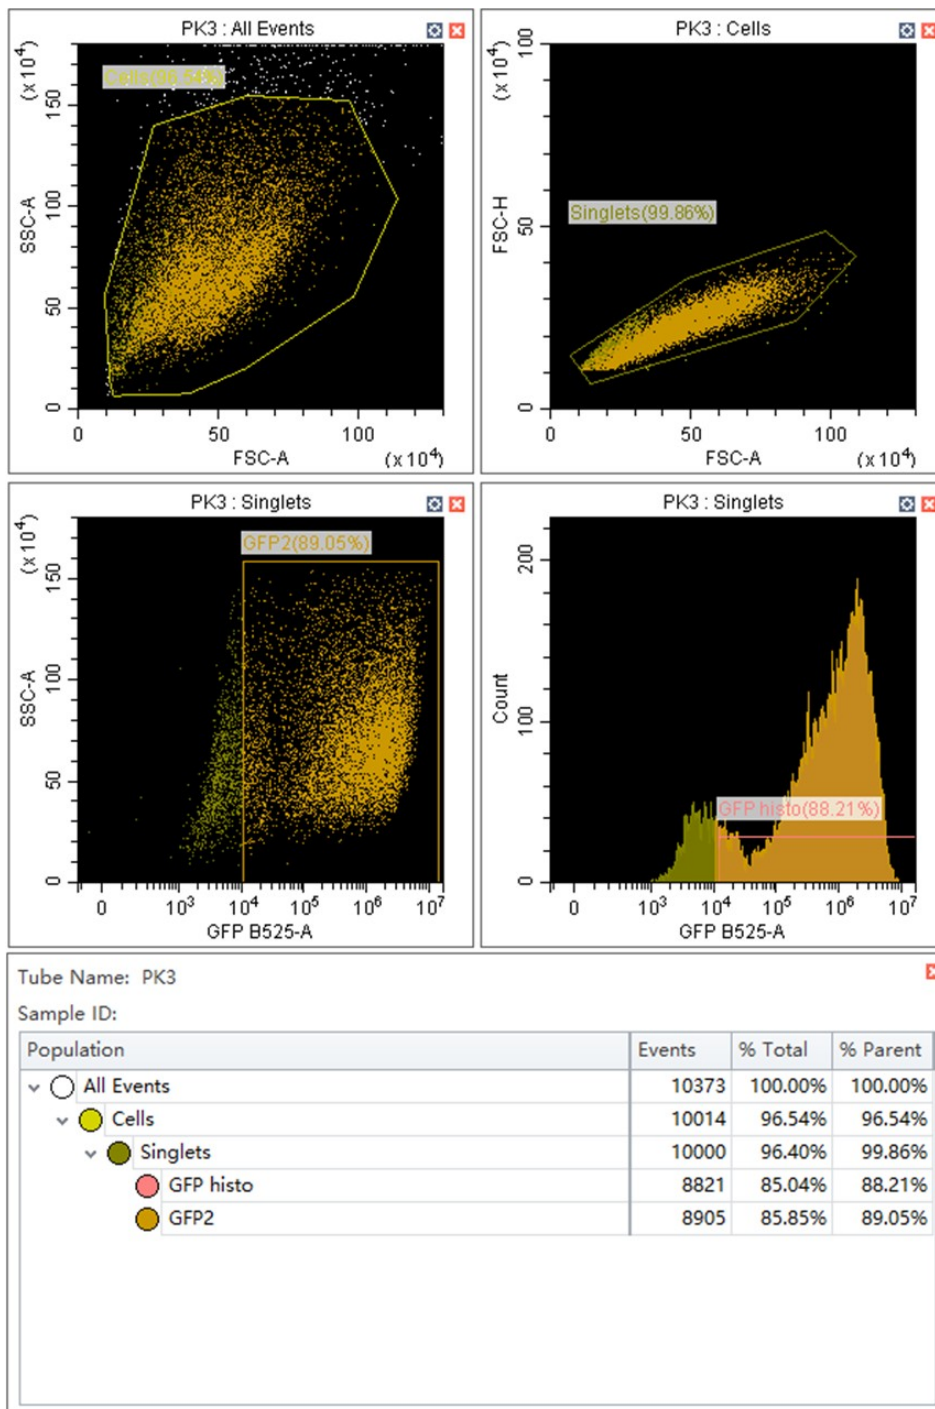 PK3 : All Events
Cells(96.54%)
(x 10⁴)
150
100
50
0
SSC-A
0 50 100
FSC-A (x 10⁴)
PK3 : Cells
Singlets(99.86%)
(x 10⁴)
100
50
0
FSC-H
0 50 100
FSC-A (x 10⁴)
PK3 : Singlets
GFP2(89.05%)
(x 10⁴)
150
100
50
0
SSC-A
0 10³ 10⁴ 10⁵ 10⁶ 10⁷
GFP B525-A
PK3 : Singlets
GFP histo(88.21%)
200
100
0
Count
0 10³ 10⁴ 10⁵ 10⁶ 10⁷
GFP B525-A
Tube Name: PK3
Sample ID:
Population Events % Total % Parent
All Events 10373 100.00% 100.00%
Cells 10014 96.54% 96.54%
Singlets 10000 96.40% 99.86%
GFP histo 8821 85.04% 88.21%
GFP2 8905 85.85% 89.05%